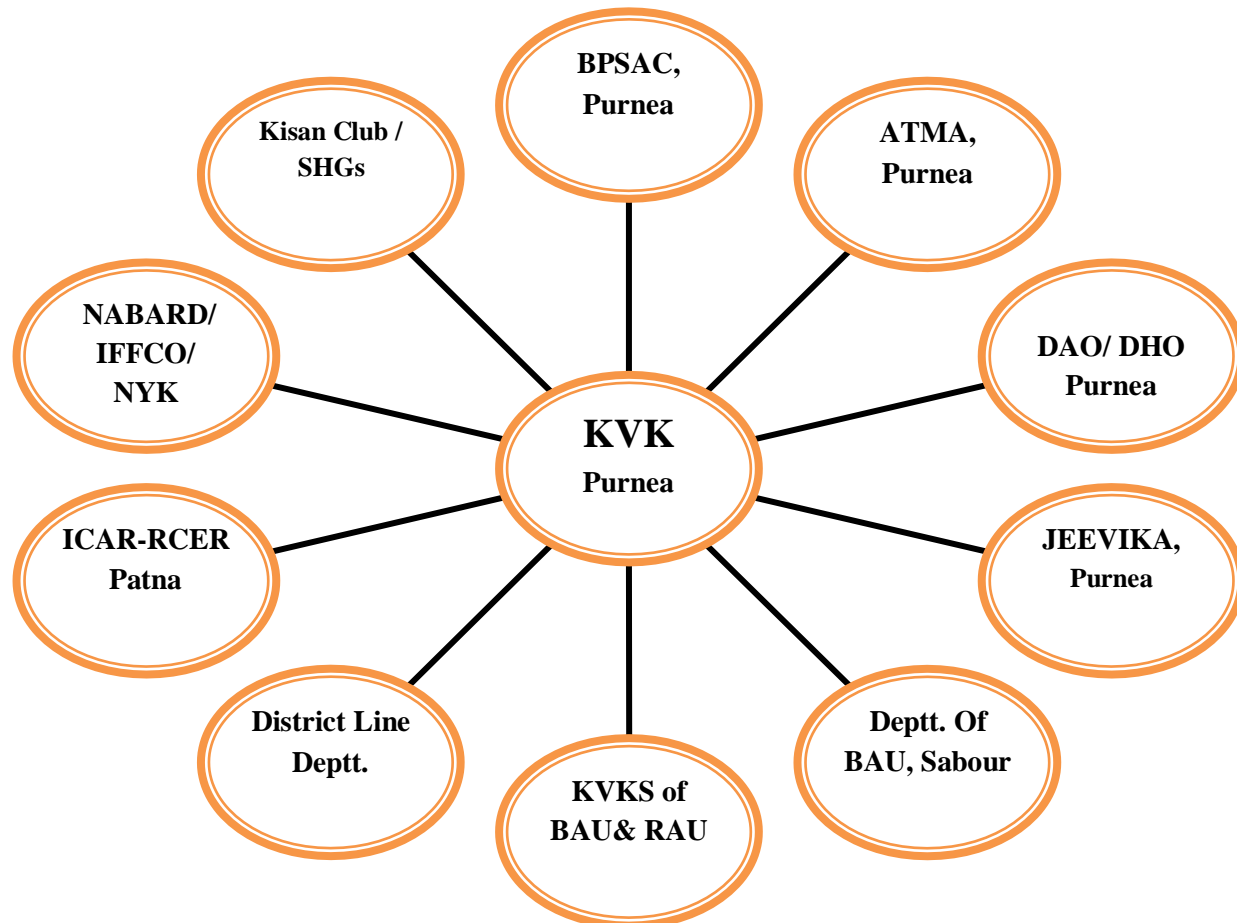 BPSAC,
Purnea
ATMA,
Purnea
DAO/ DHO
Purnea
JEEVIKA,
Purnea
Deptt. Of
BAU, Sabour
KVKS of
BAU& RAU
District Line
Deptt.
ICAR-RCER
Patna
NABARD/
IFFCO/
NYK
Kisan Club /
SHGs
KVK
Purnea